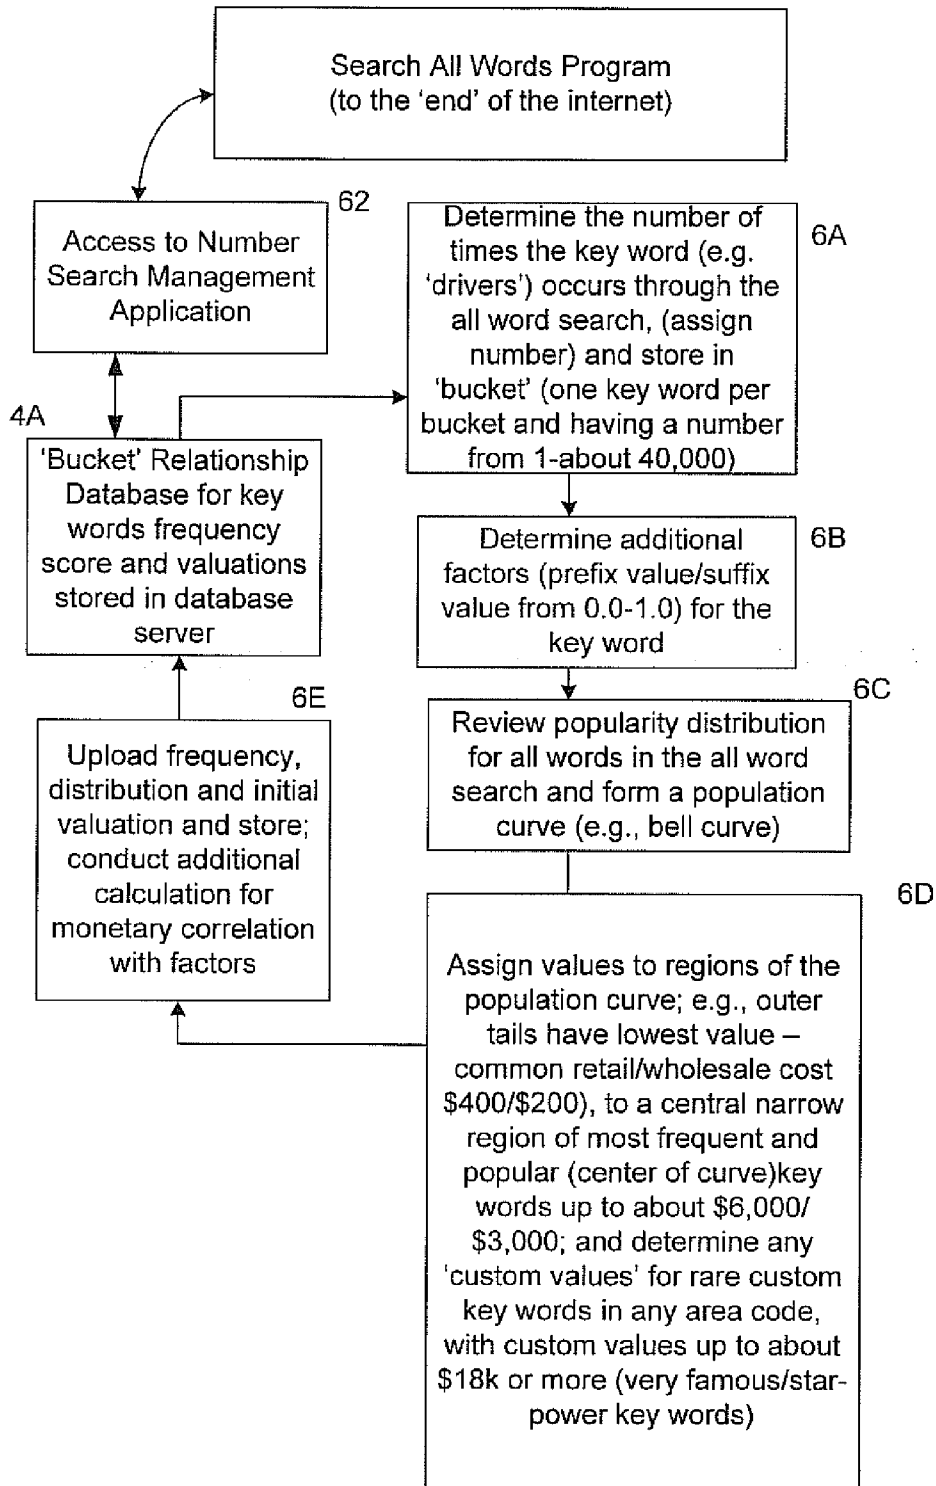 Search All Words Program
(to the 'end' of the internet)
62
Access to Number
Search Management
Application
4A
'Bucket' Relationship
Database for key
words frequency
score and valuations
stored in database
server
6E
Upload frequency,
distribution and initial
valuation and store;
conduct additional
calculation for
monetary correlation
with factors
6A
Determine the number of
times the key word (e.g.
'drivers') occurs through the
all word search, (assign
number) and store in
'bucket' (one key word per
bucket and having a number
from 1-about 40,000)
6B
Determine additional
factors (prefix value/suffix
value from 0.0-1.0) for the
key word
6C
Review popularity distribution
for all words in the all word
search and form a population
curve (e.g., bell curve)
6D
Assign values to regions of the
population curve; e.g., outer
tails have lowest value –
common retail/wholesale cost
$400/$200), to a central narrow
region of most frequent and
popular (center of curve)key
words up to about $6,000/
$3,000; and determine any
'custom values' for rare custom
key words in any area code,
with custom values up to about
$18k or more (very famous/star-
power key words)